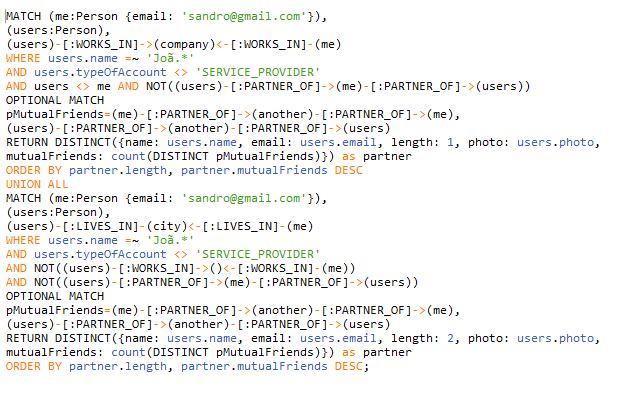 MATCH (me:Person {email: 'sandro@gmail.com'}),
(users:Person),
(users)-[:WORKS_IN]->(company)<-[:WORKS_IN]-(me)
WHERE users.name =~ 'Joã.*'
AND users.typeOfAccount <> 'SERVICE_PROVIDER'
AND users <> me AND NOT((users)-[:PARTNER_OF]->(me)-[:PARTNER_OF]->(users))
OPTIONAL MATCH
pMutualFriends=(me)-[:PARTNER_OF]->(another)-[:PARTNER_OF]->(me),
(users)-[:PARTNER_OF]->(another)-[:PARTNER_OF]->(users)
RETURN DISTINCT({name: users.name, email: users.email, length: 1, photo: users.photo,
mutualFriends: count(DISTINCT pMutualFriends)}) as partner
ORDER BY partner.length, partner.mutualFriends DESC
UNION ALL
MATCH (me:Person {email: 'sandro@gmail.com'}),
(users:Person),
(users)-[:LIVES_IN]-(city)<-[:LIVES_IN]-(me)
WHERE users.name =~ 'Joã.*'
AND users.typeOfAccount <> 'SERVICE_PROVIDER'
AND NOT((users)-[:WORKS_IN]->()<-[:WORKS_IN]-(me))
AND NOT((users)-[:PARTNER_OF]->(me)-[:PARTNER_OF]->(users))
OPTIONAL MATCH
pMutualFriends=(me)-[:PARTNER_OF]->(another)-[:PARTNER_OF]->(me),
(users)-[:PARTNER_OF]->(another)-[:PARTNER_OF]->(users)
RETURN DISTINCT({name: users.name, email: users.email, length: 2, photo: users.photo,
mutualFriends: count(DISTINCT pMutualFriends)}) as partner
ORDER BY partner.length, partner.mutualFriends DESC;